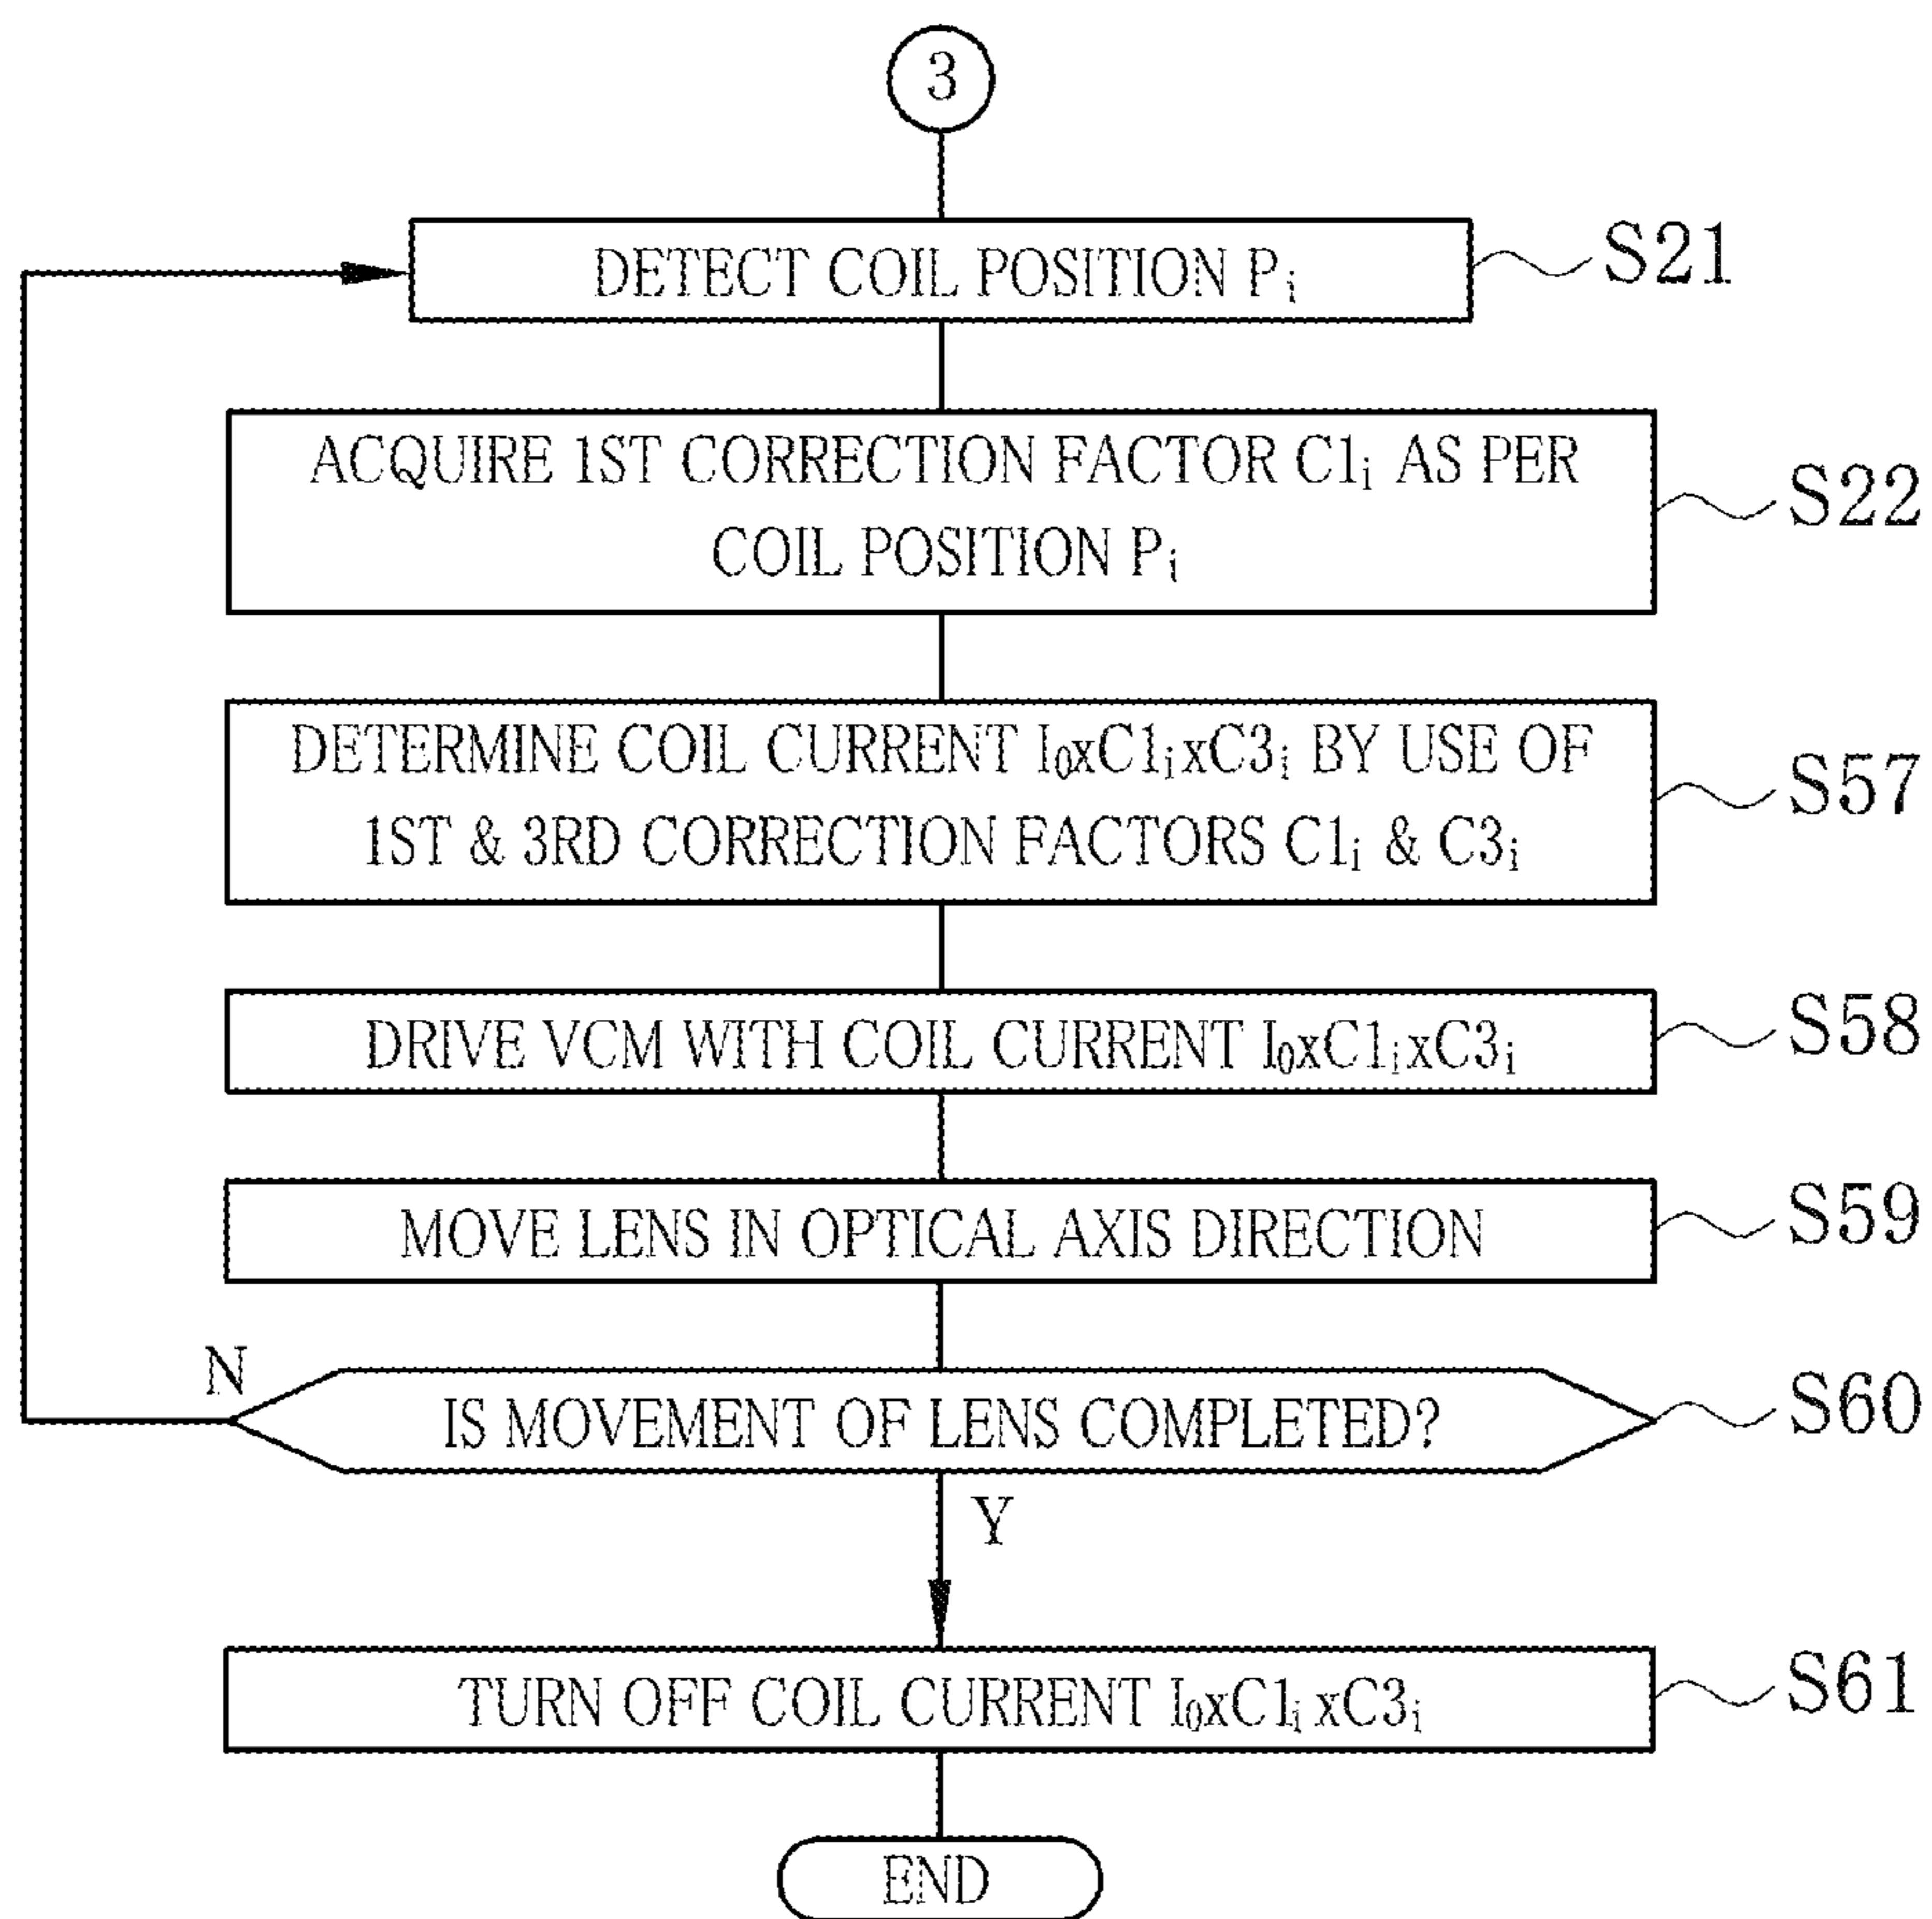 3
DETECT COIL POSITION Pᵢ
S21
ACQUIRE 1ST CORRECTION FACTOR C1ᵢ AS PER
COIL POSITION Pᵢ
S22
DETERMINE COIL CURRENT I₀xC1ᵢxC3ᵢ BY USE OF
1ST & 3RD CORRECTION FACTORS C1ᵢ & C3ᵢ
S57
DRIVE VCM WITH COIL CURRENT I₀xC1ᵢxC3ᵢ
S58
MOVE LENS IN OPTICAL AXIS DIRECTION
S59
N
IS MOVEMENT OF LENS COMPLETED?
S60
Y
TURN OFF COIL CURRENT I₀xC1ᵢxC3ᵢ
S61
END